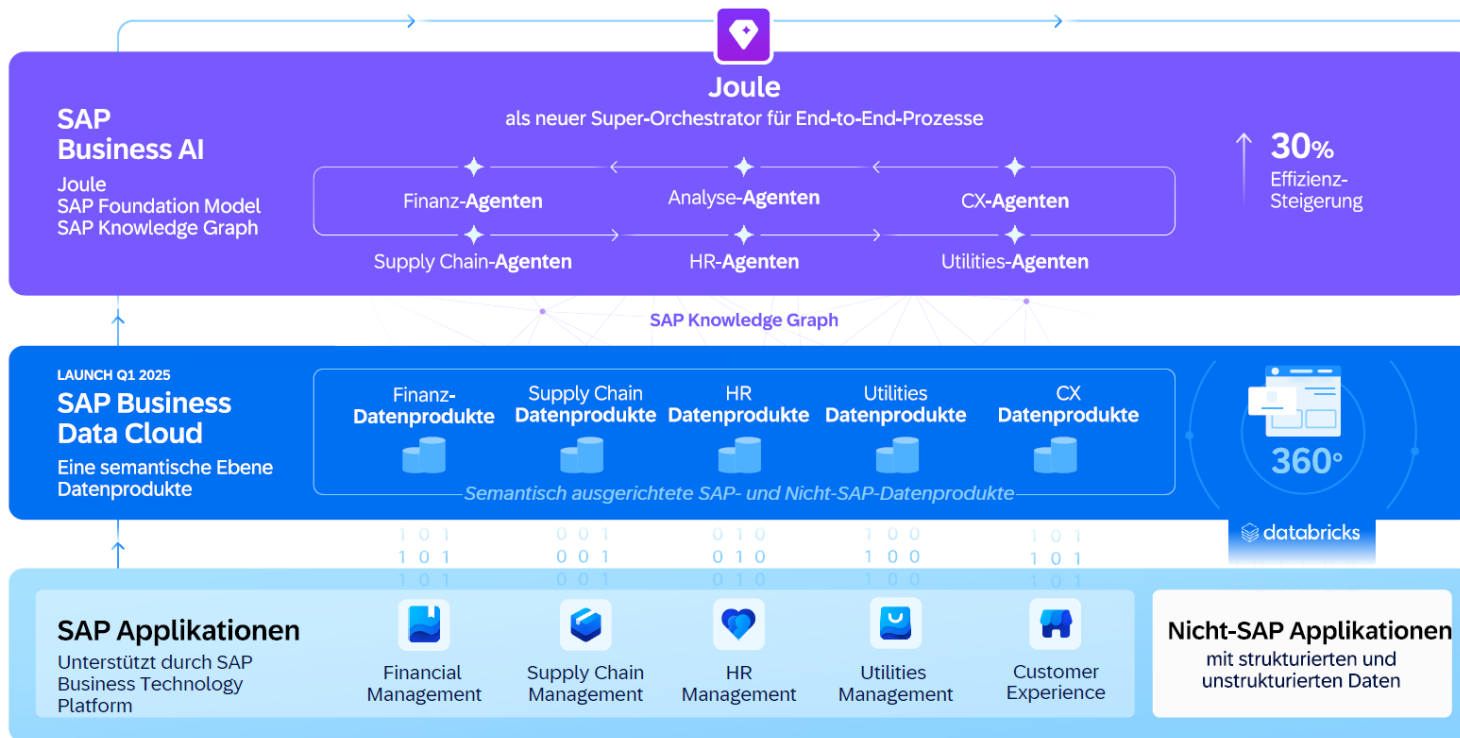 Joule
als neuer Super-Orchestrator für End-to-End-Prozesse
SAP
Business AI
Joule
SAP Foundation Model
SAP Knowledge Graph
Finanz-Agenten
Analyse-Agenten
CX-Agenten
Supply Chain-Agenten
HR-Agenten
Utilities-Agenten
30%
Effizienz-
Steigerung
SAP Knowledge Graph
LAUNCH Q1 2025
SAP Business
Data Cloud
Eine semantische Ebene
Datenprodukte
Finanz-
Datenprodukte
Supply Chain
Datenprodukte
HR
Datenprodukte
Utilities
Datenprodukte
CX
Datenprodukte
Semantisch ausgerichtete SAP- und Nicht-SAP-Datenprodukte
360°
databricks
1 0 1
1 0 1
1 0 1
0 0 1
0 0 1
0 0 1
0 1 0
0 1 0
0 1 0
1 0 0
1 0 0
1 0 0
1 0 1
1 0 1
1 0 1
SAP Applikationen
Unterstützt durch SAP
Business Technology
Platform
Financial
Management
Supply Chain
Management
HR
Management
Utilities
Management
Customer
Experience
Nicht-SAP Applikationen
mit strukturierten und
unstrukturierten Daten